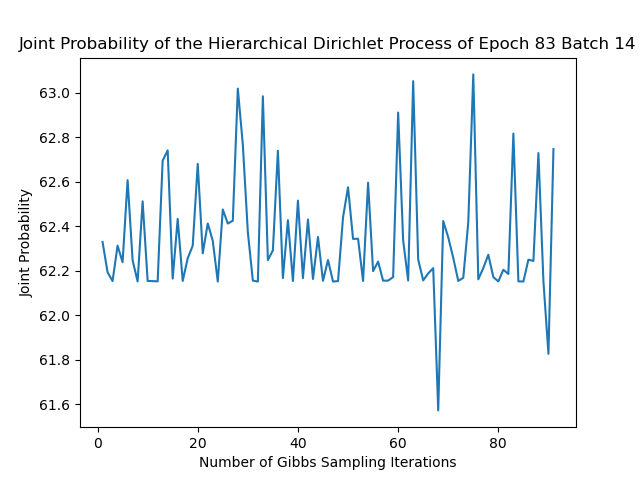 Joint Probability of the Hierarchical Dirichlet Process of Epoch 83 Batch 14
63.0
62.8
62.6
62.4
62.2
62.0
61.8
61.6
Joint Probability
0 20 40 60 80
Number of Gibbs Sampling Iterations